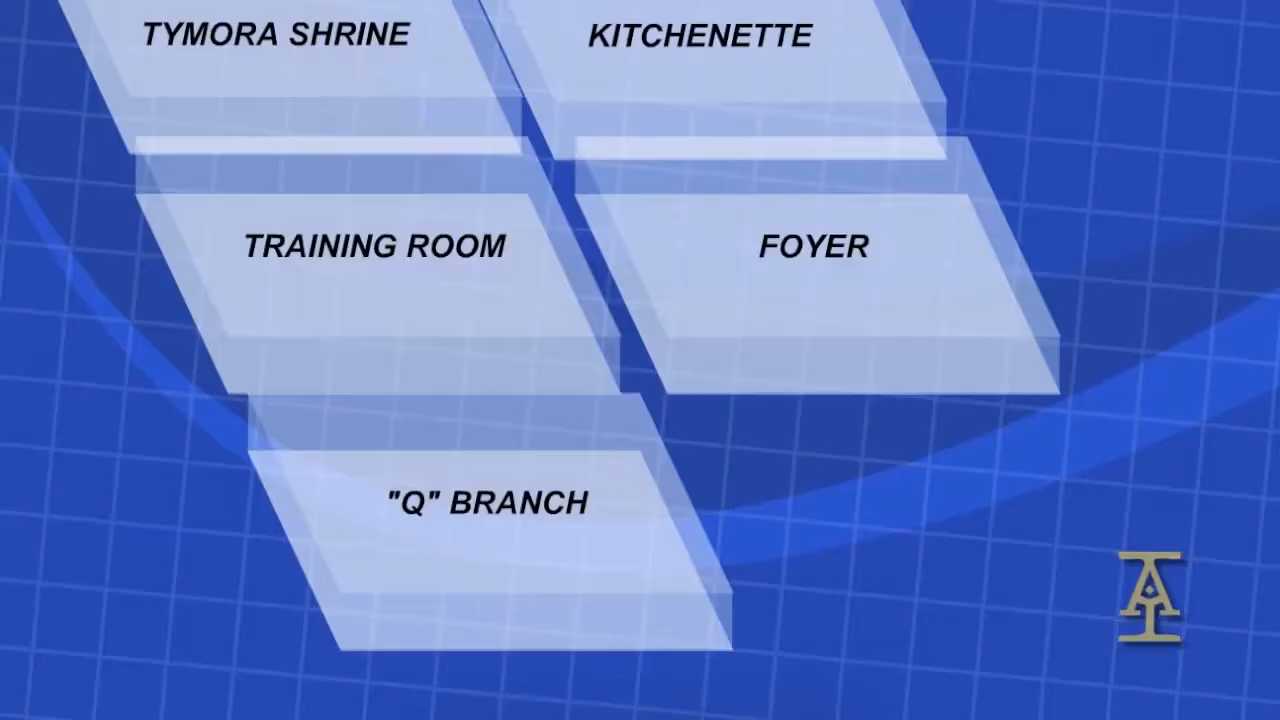 TYMORA SHRINE
KITCHENETTE
TRAINING ROOM
FOYER
"Q" BRANCH